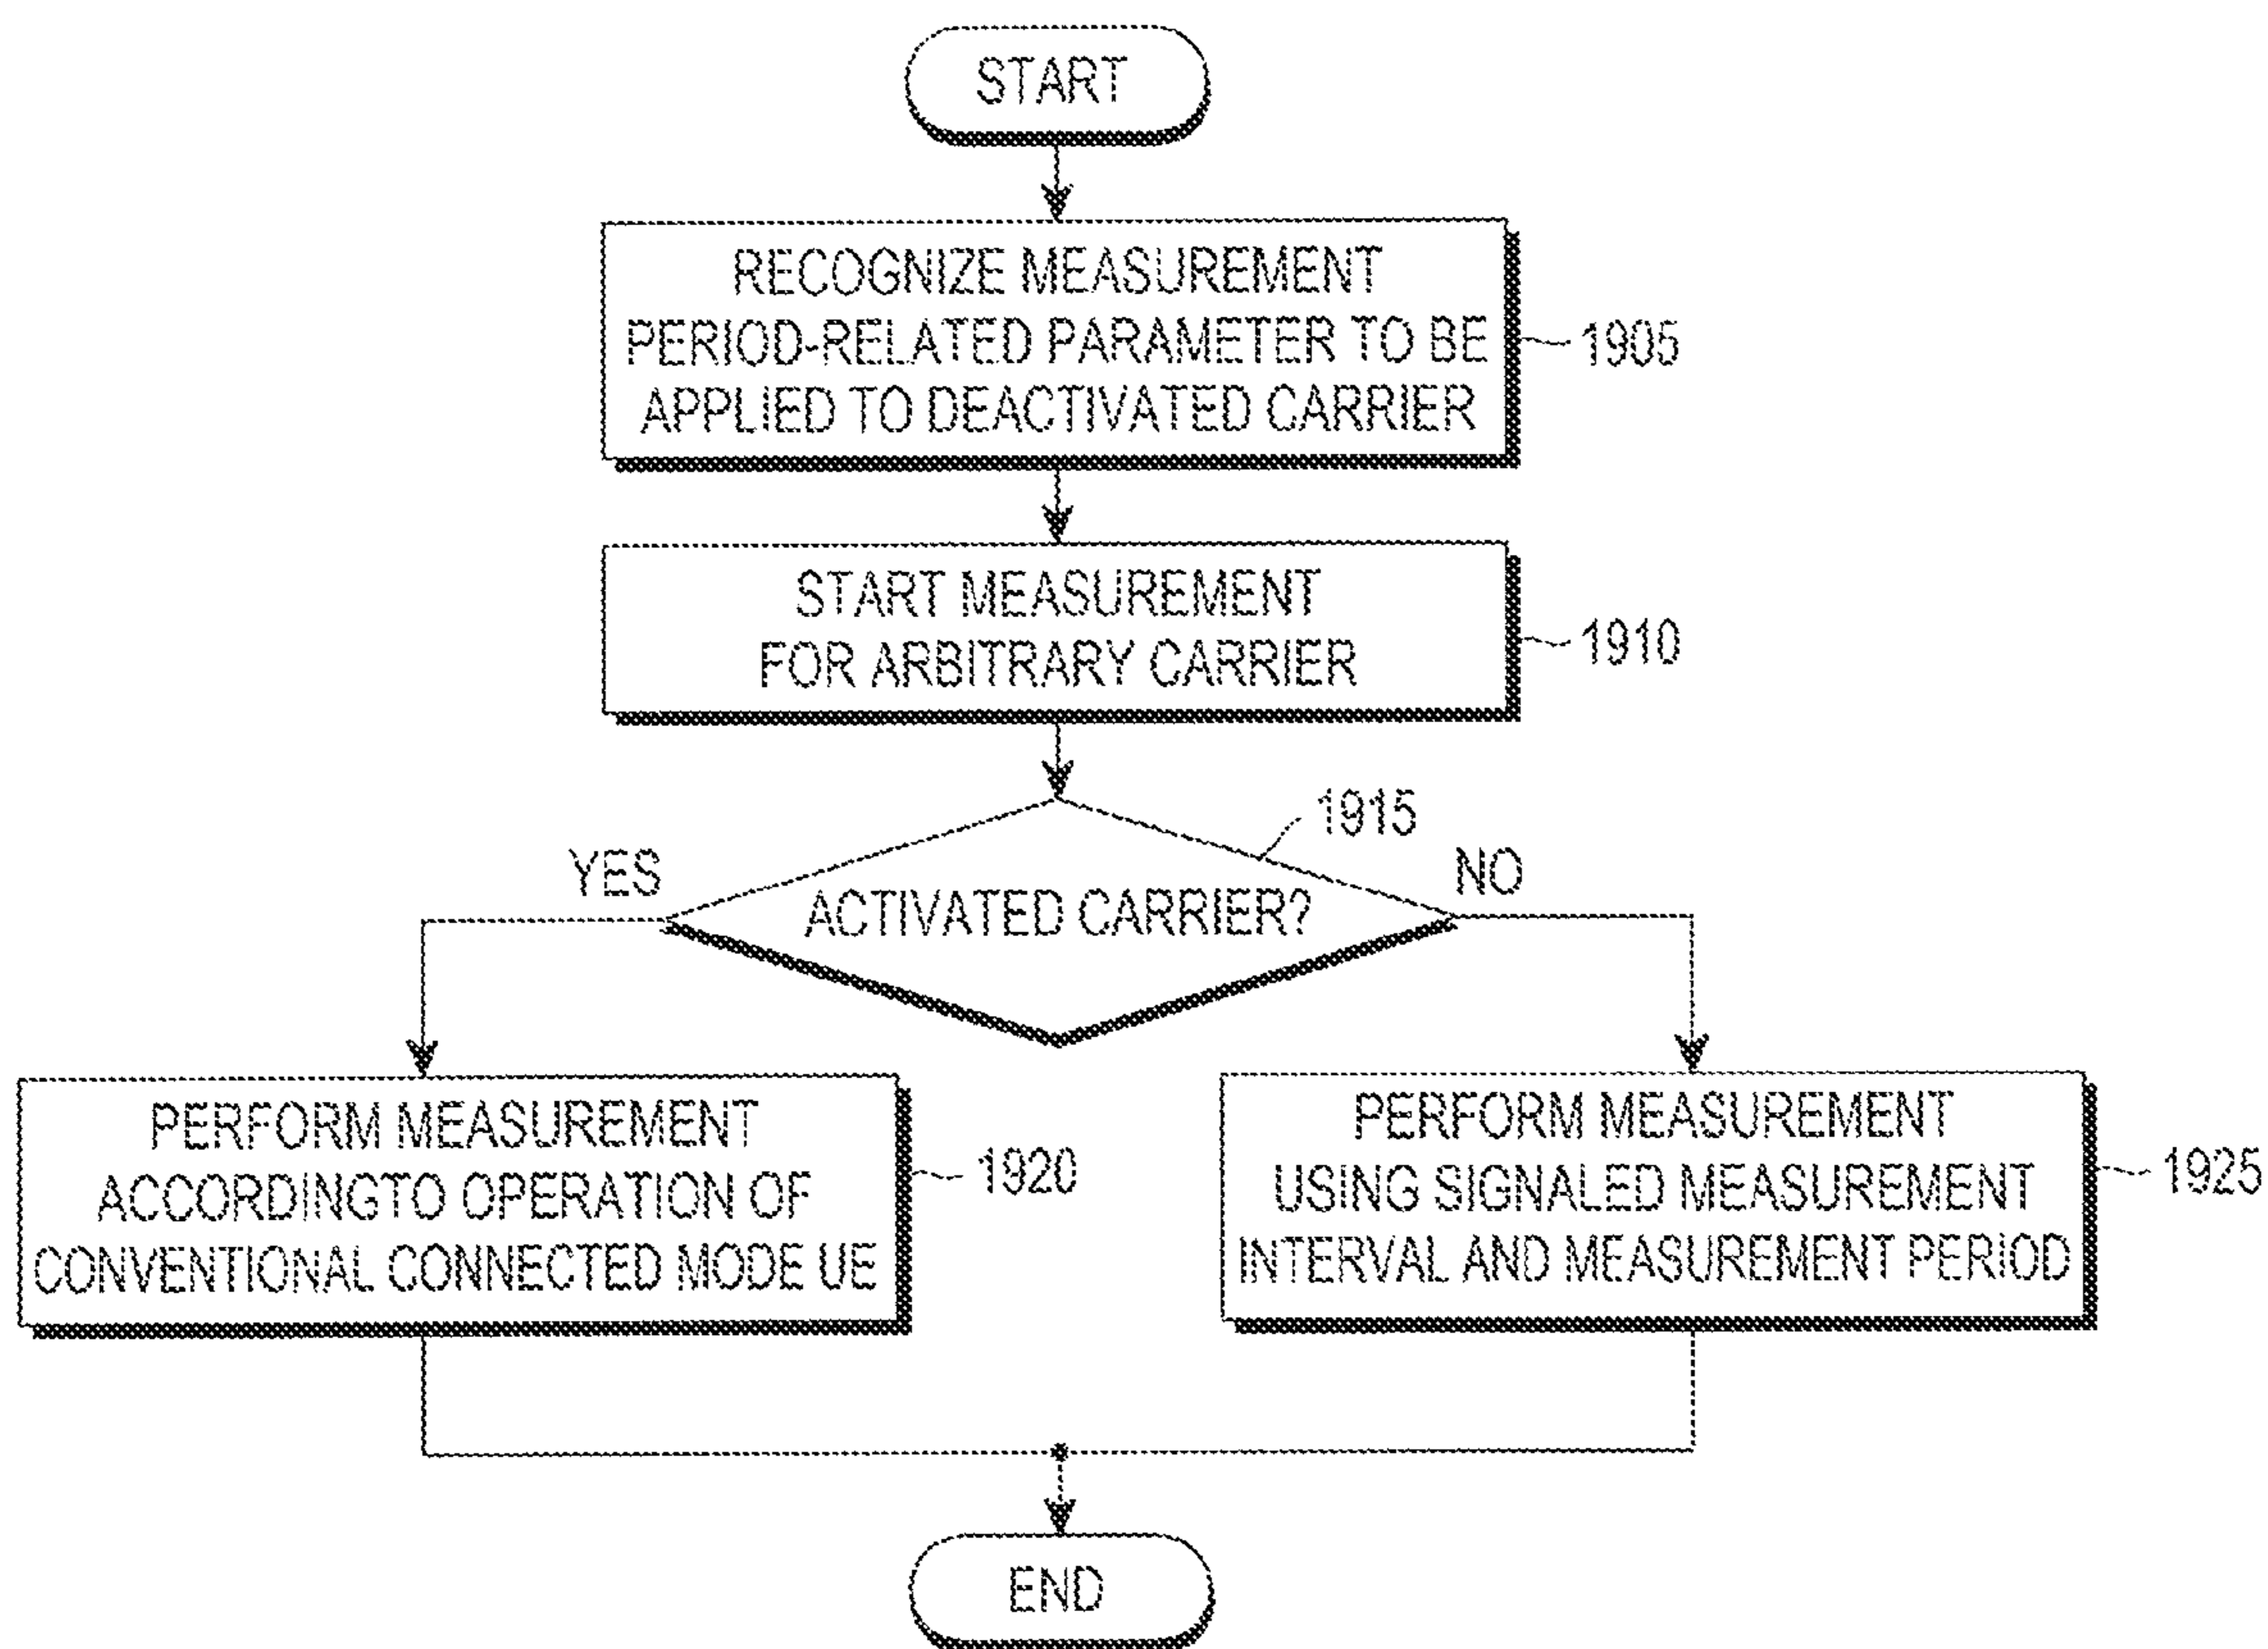 START
RECOGNIZE MEASUREMENT
PERIOD-RELATED PARAMETER TO BE
APPLIED TO DEACTIVATED CARRIER
1905
START MEASUREMENT
FOR ARBITRARY CARRIER
1910
1915
YES
NO
ACTIVATED CARRIER?
PERFORM MEASUREMENT
ACCORDINGTO OPERATION OF
CONVENTIONAL CONNECTED MODE UE
1920
PERFORM MEASUREMENT
USING SIGNALED MEASUREMENT
INTERVAL AND MEASUREMENT PERIOD
1925
END